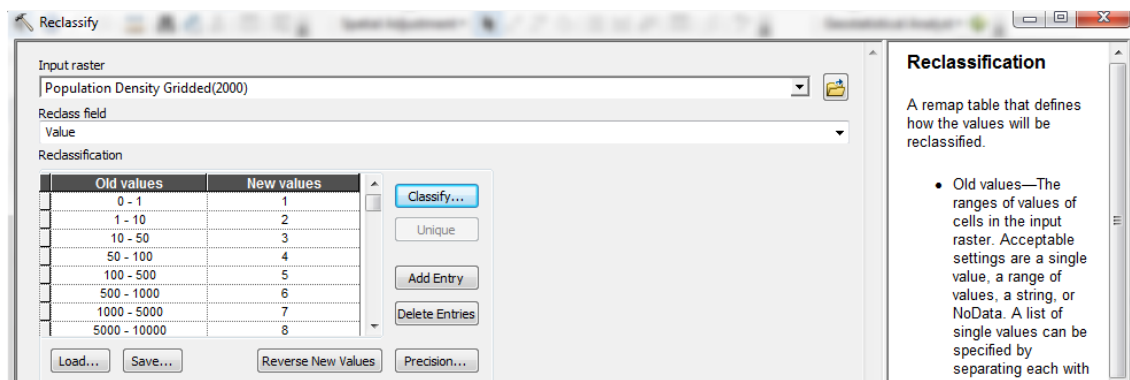 Reclassify
Input raster
Population Density Gridded(2000)
Reclass field
Value
Reclassification
Old values New values
0 - 1 1
1 - 10 2
10 - 50 3
50 - 100 4
100 - 500 5
500 - 1000 6
1000 - 5000 7
5000 - 10000 8
Classify...
Unique
Add Entry
Delete Entries
Load... Save... Reverse New Values Precision...
Reclassification
A remap table that defines
how the values will be
reclassified.
• Old values—The
ranges of values of
cells in the input
raster. Acceptable
settings are a single
value, a range of
values, a string, or
NoData. A list of
single values can be
specified by
separating each with